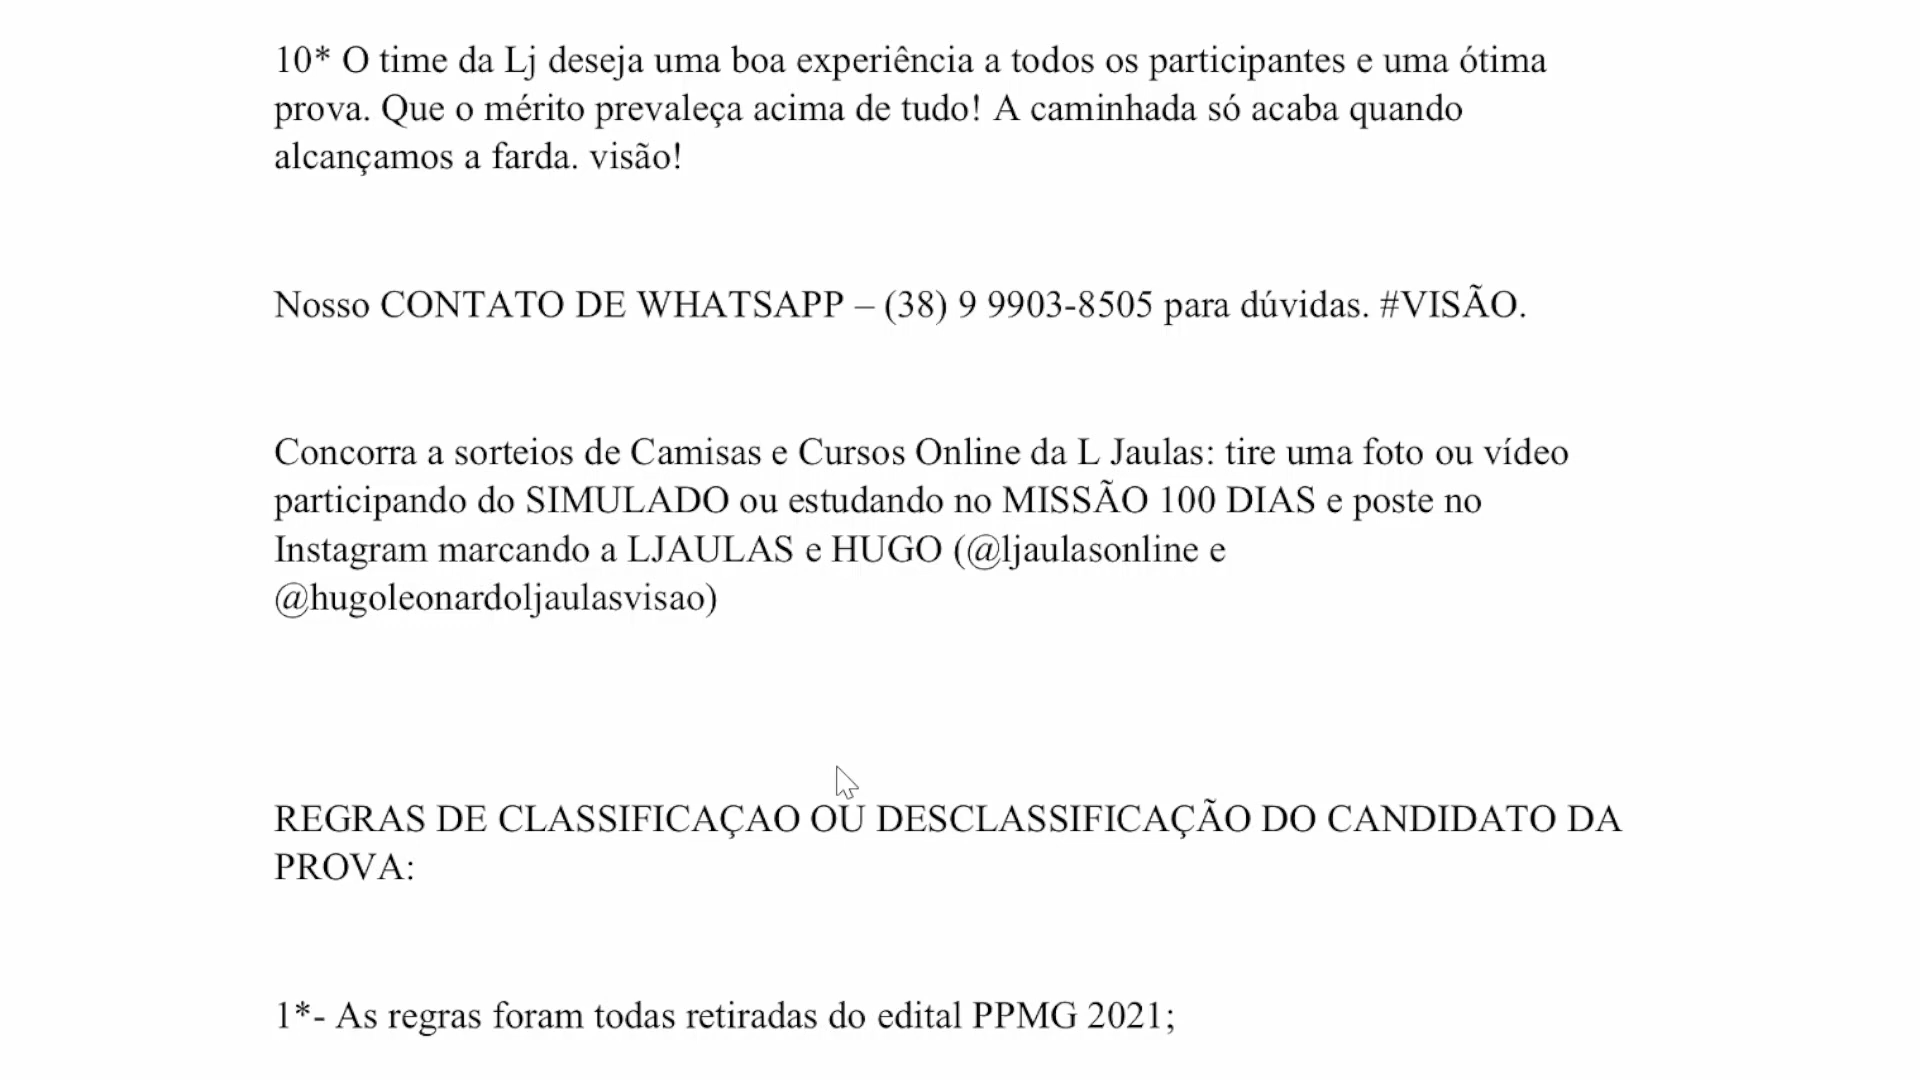 10* O time da Lj deseja uma boa experiência a todos os participantes e uma ótima
prova. Que o mérito prevaleça acima de tudo! A caminhada só acaba quando
alcançamos a farda. visão!
Nosso CONTATO DE WHATSAPP – (38) 9 9903-8505 para dúvidas. #VISÃO.
Concorra a sorteios de Camisas e Cursos Online da L Jaulas: tire uma foto ou vídeo
participando do SIMULADO ou estudando no MISSÃO 100 DIAS e poste no
Instagram marcando a LJAULAS e HUGO (@ljaulasonline e
@hugoleonardoljaulasvisao)
REGRAS DE CLASSIFICAÇAO OU DESCLASSIFICAÇÃO DO CANDIDATO DA
PROVA:
1*- As regras foram todas retiradas do edital PPMG 2021;